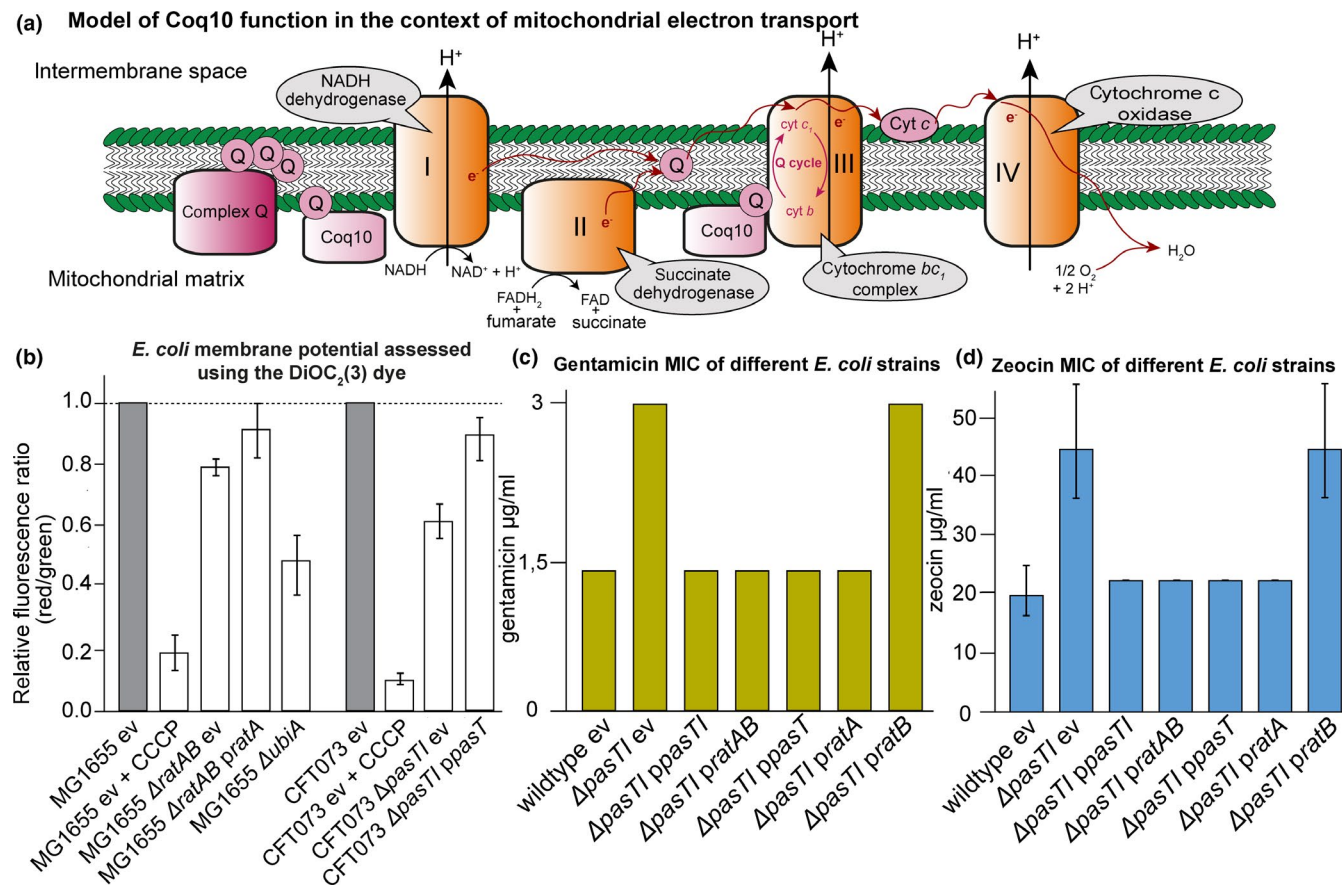 (a) Model of Coq10 function in the context of mitochondrial electron transport
Intermembrane space
H⁺
H⁺
H⁺
NADH
dehydrogenase
Cytochrome c
oxidase
Q
Q
Q
Complex Q
Q
Coq10
I
e⁻
II
e⁻
Q
Q
Coq10
cyt c₁
Q cycle
cyt b
e⁻
III
Cyt c
e⁻
IV
NADH
NAD⁺ + H⁺
Succinate
dehydrogenase
Cytochrome bc₁
complex
H₂O
1/2 O₂
+ 2 H⁺
Mitochondrial matrix
FADH₂
+
fumarate
FAD
+
succinate
(b) E. coli membrane potential assessed
using the DiOC₂(3) dye
Relative fluorescence ratio
(red/green)
1.0
0.8
0.6
0.4
0.2
0.0
MG1655 ev
MG1655 ev + CCCP
MG1655 ΔratAB ev
MG1655 ΔratAB pratA
MG1655 ΔubiA
CFT073 ev
CFT073 ev + CCCP
CFT073 ΔpasTI ev
CFT073 ΔpasTI ppasT
(c) Gentamicin MIC of different E. coli strains
gentamicin µg/ml
3
1,5
0
wildtype ev
ΔpasTI ev
ΔpasTI ppasTI
ΔpasTI pratAB
ΔpasTI ppasT
ΔpasTI pratA
ΔpasTI pratB
(d) Zeocin MIC of different E. coli strains
zeocin µg/ml
50
40
30
20
10
0
wildtype ev
ΔpasTI ev
ΔpasTI ppasTI
ΔpasTI pratAB
ΔpasTI ppasT
ΔpasTI pratA
ΔpasTI pratB